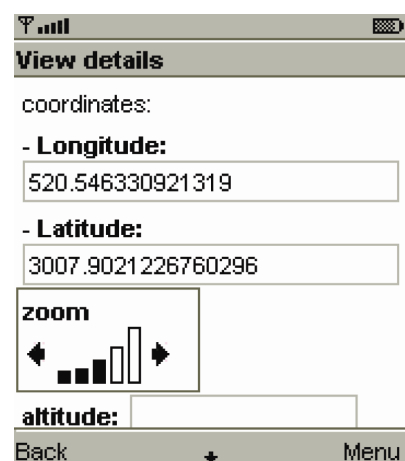 View details
coordinates:
- Longitude:
520.546330921319
- Latitude:
3007.9021226760296
zoom
altitude:
Back Menu